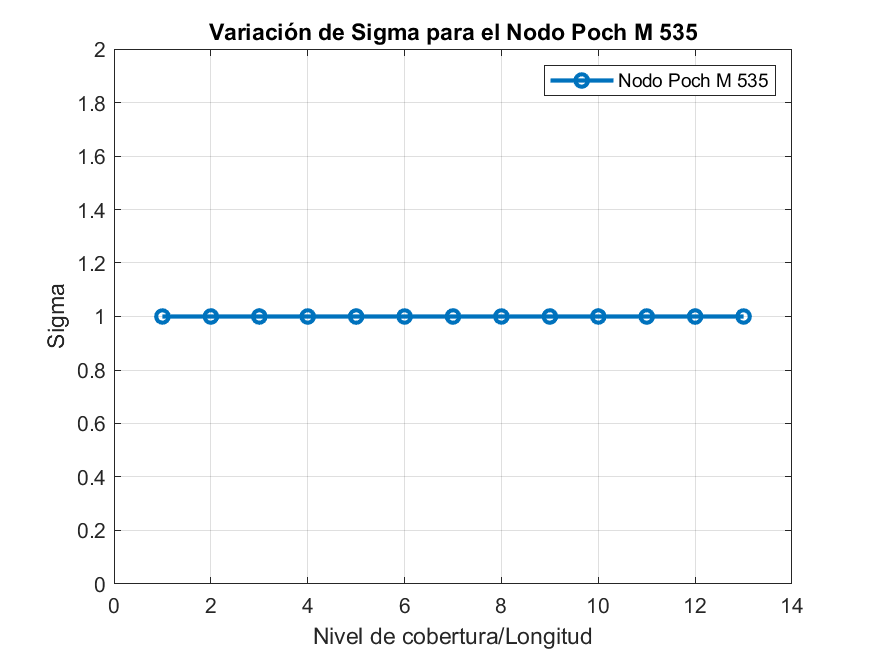 Variación de Sigma para el Nodo Poch M 535
Nodo Poch M 535
2
1.8
1.6
1.4
1.2
1
0.8
0.6
0.4
0.2
0
Sigma
0 2 4 6 8 10 12 14
Nivel de cobertura/Longitud